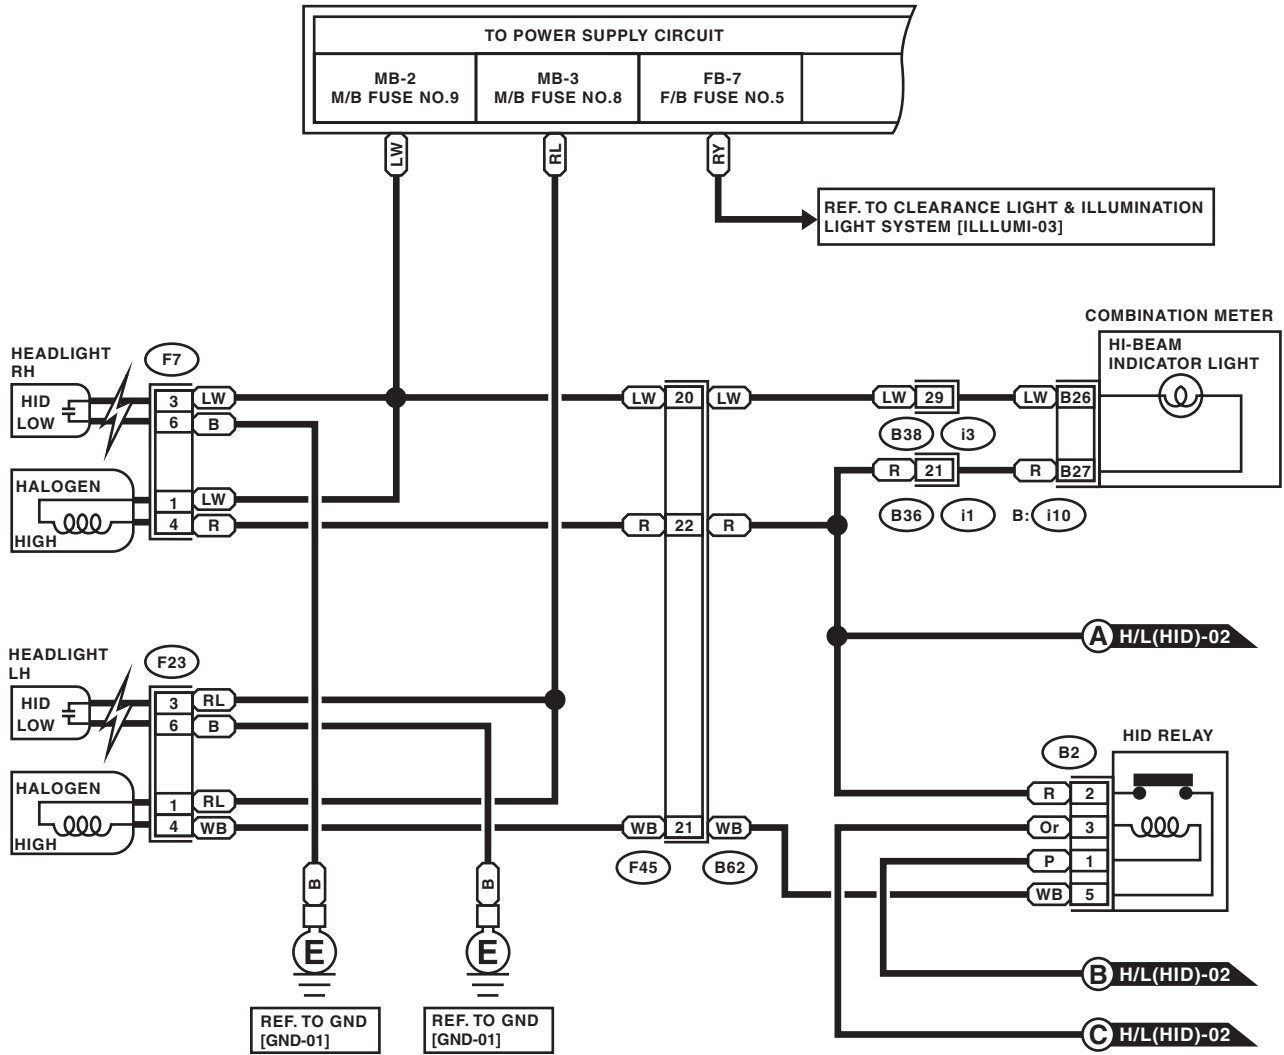 TO POWER SUPPLY CIRCUIT
MB-2
M/B FUSE NO.9
MB-3
M/B FUSE NO.8
FB-7
F/B FUSE NO.5
LW
RL
RY
REF. TO CLEARANCE LIGHT & ILLUMINATION
LIGHT SYSTEM [ILLLUMI-03]
COMBINATION METER
HI-BEAM
INDICATOR LIGHT
HEADLIGHT
RH
F7
HID
LOW
3
LW
6
B
LW
20
LW
LW
29
LW
B26
B38
i3
HALOGEN
HIGH
1
LW
4
R
R
22
R
R
21
R
B27
B36
i1
B:
i10
A
H/L(HID)-02
HEADLIGHT
LH
F23
HID
LOW
3
RL
6
B
HALOGEN
HIGH
1
RL
4
WB
WB
21
WB
F45
B62
HID RELAY
B2
R
2
Or
3
P
1
WB
5
B
B
E
E
REF. TO GND
[GND-01]
REF. TO GND
[GND-01]
B
H/L(HID)-02
C
H/L(HID)-02